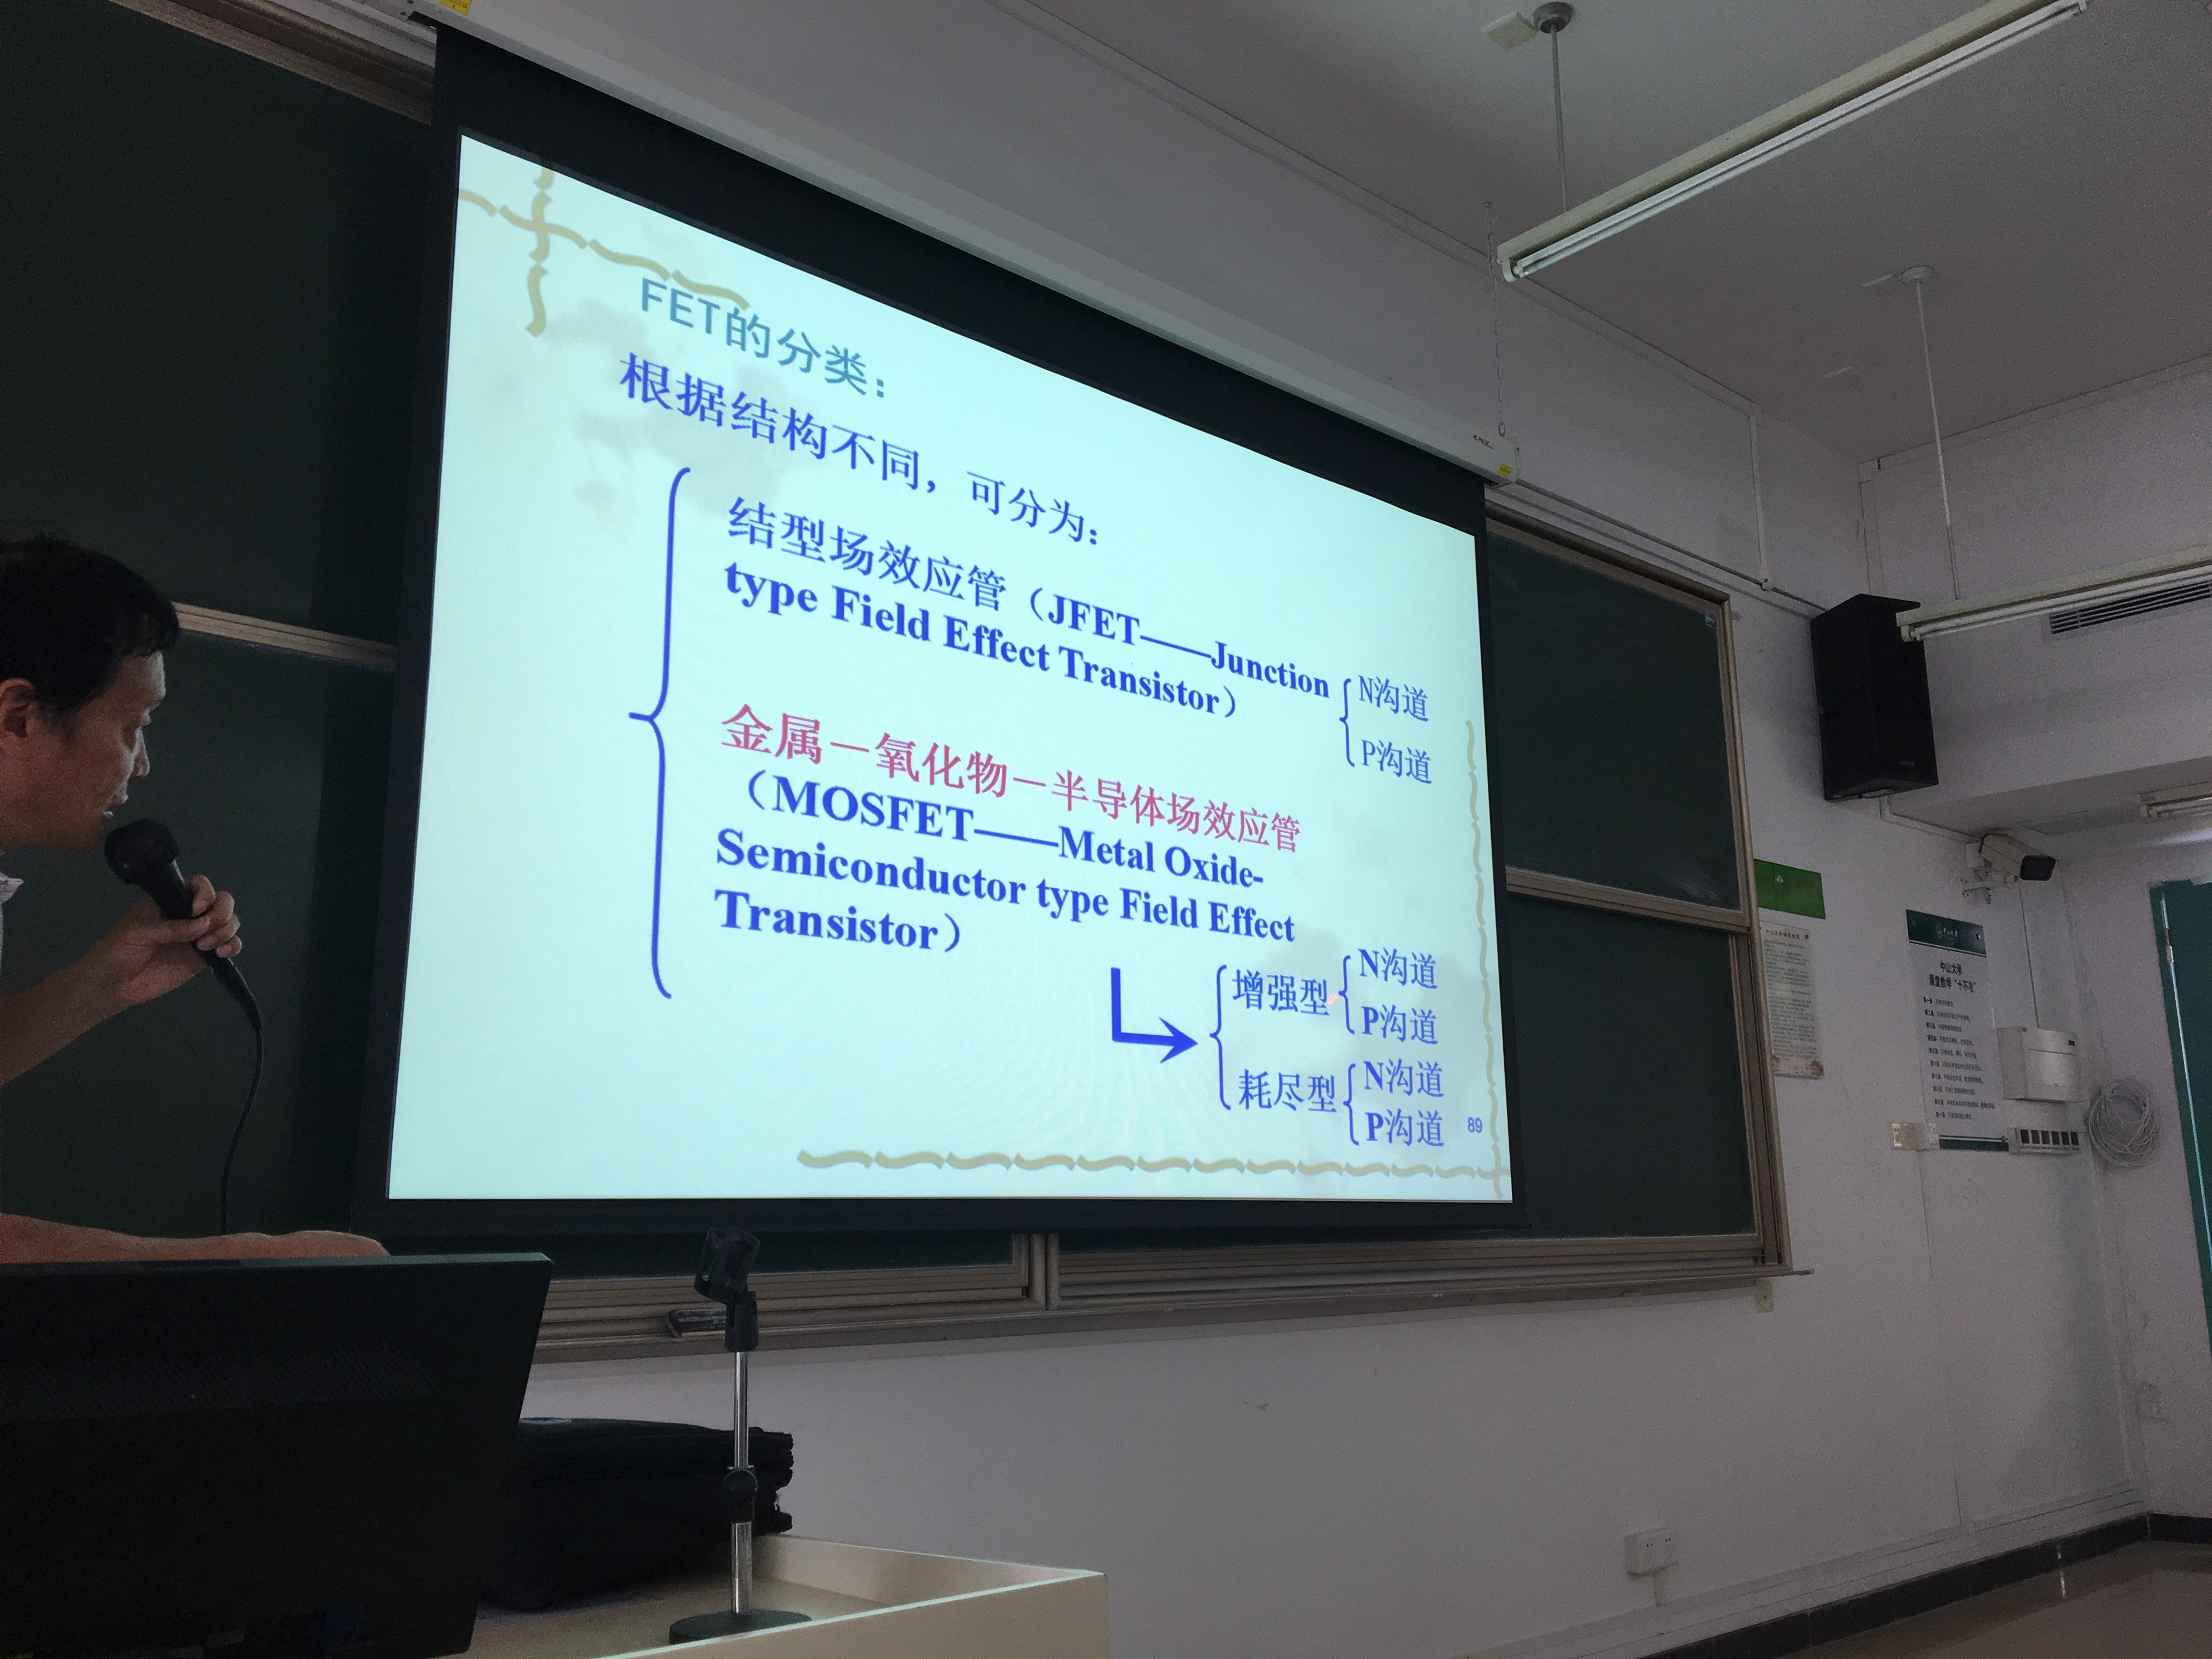 FET的分类：
根据结构不同，可分为：
结型场效应管（JFET——Junction
type Field Effect Transistor）
N沟道
P沟道
金属－氧化物－半导体场效应管
（MOSFET——Metal Oxide-
Semiconductor type Field Effect
Transistor）
增强型
N沟道
P沟道
耗尽型
N沟道
P沟道
89
中山大学
课堂教学“十不准”